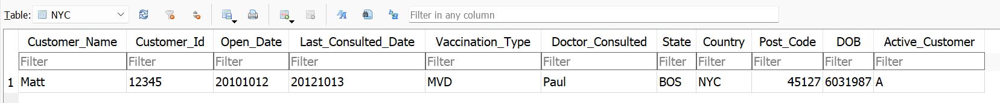 Table: NYC Filter in any column
Customer_Name Customer_Id Open_Date Last_Consulted_Date Vaccination_Type Doctor_Consulted State Country Post_Code DOB Active_Customer
Filter Filter Filter Filter Filter Filter Filter Filter Filter Filter Filter
1 Matt 12345 20101012 20121013 MVD Paul BOS NYC 45127 6031987 A